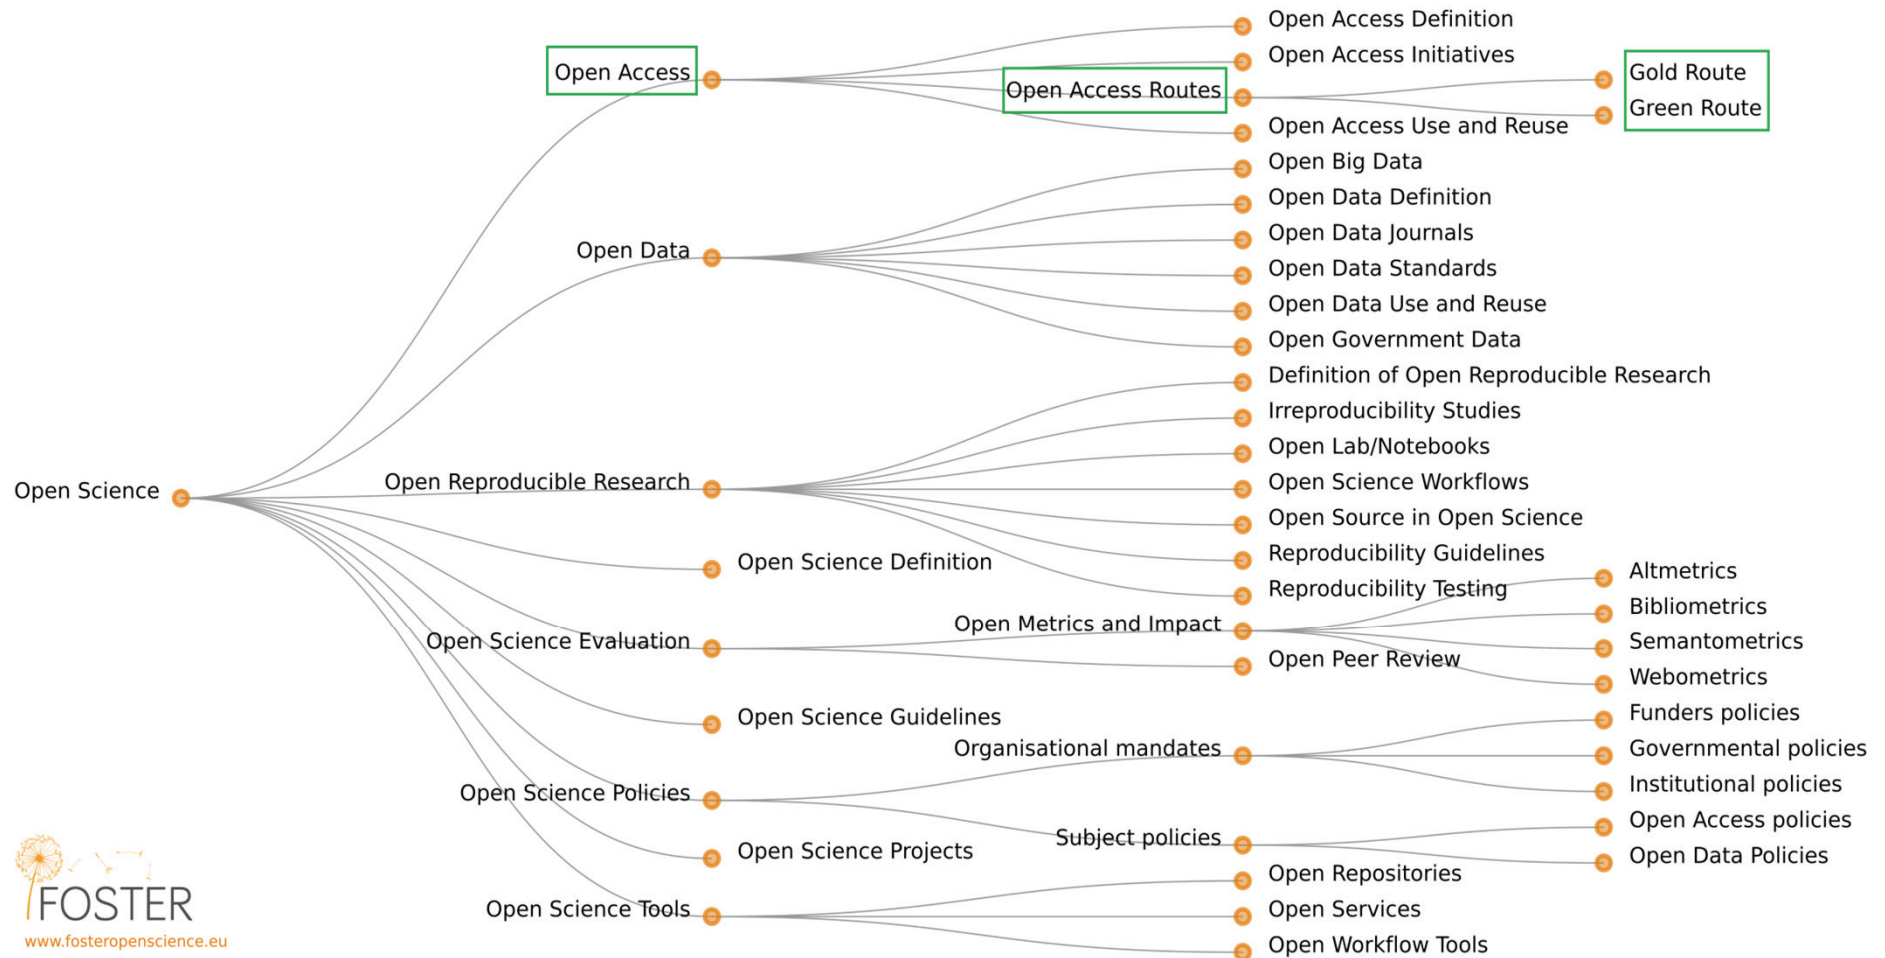 Open Science
Open Access
Open Access Definition
Open Access Initiatives
Open Access Routes
Gold Route
Green Route
Open Access Use and Reuse
Open Data
Open Big Data
Open Data Definition
Open Data Journals
Open Data Standards
Open Data Use and Reuse
Open Government Data
Open Reproducible Research
Definition of Open Reproducible Research
Irreproducibility Studies
Open Lab/Notebooks
Open Science Workflows
Open Source in Open Science
Reproducibility Guidelines
Reproducibility Testing
Open Science Definition
Open Science Evaluation
Open Metrics and Impact
Altmetrics
Bibliometrics
Semantometrics
Webometrics
Open Peer Review
Open Science Guidelines
Open Science Policies
Organisational mandates
Funders policies
Governmental policies
Institutional policies
Subject policies
Open Access policies
Open Data Policies
Open Science Projects
Open Science Tools
Open Repositories
Open Services
Open Workflow Tools
FOSTER
www.fosteropenscience.eu